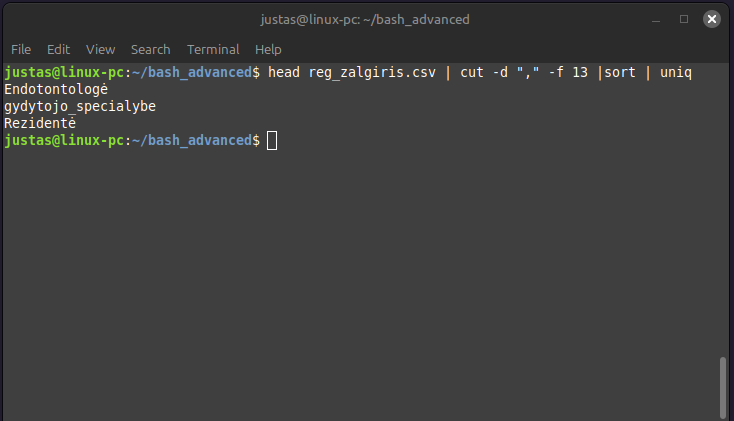 justas@linux-pc: ~/bash_advanced
File Edit View Search Terminal Help
justas@linux-pc:~/bash_advanced$ head reg_zalgiris.csv | cut -d "," -f 13 |sort | uniq
Endotontologė
gydytojo_specialybe
Rezidentė
justas@linux-pc:~/bash_advanced$